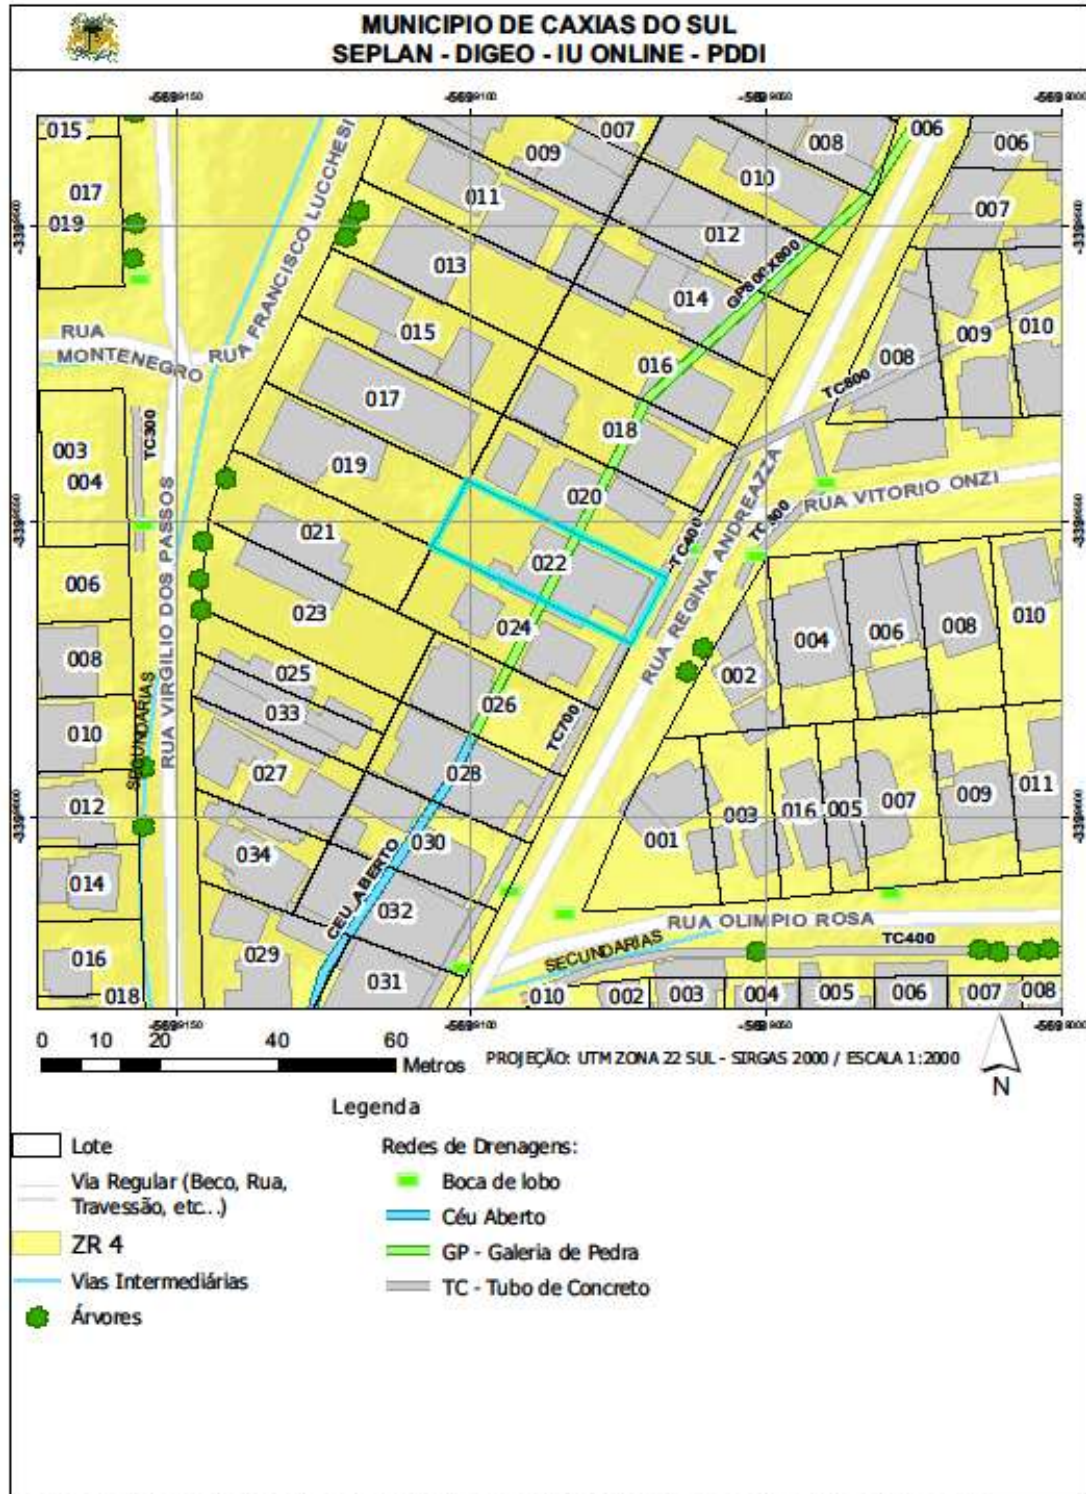 MUNICIPIO DE CAXIAS DO SUL
SEPLAN - DIGEO - IU ONLINE - PDDI
015
007
008
006
006
009
017
010
011
019
007
012
RUA FRANCISCO LUCCHESI
013
GP800X800
014
RUA
MONTENEGRO
015
009
010
008
016
017
TC800
003
TC300
018
004
019
020
RUA VITORIO ONZI
021
TC400
022
006
RUA VIRGILIO DOS PASSOS
RUA REGINA ANDREAZZA
023
024
004
006
008
010
008
025
002
026
033
SECUNDARIAS
010
TC700
027
028
012
003
016
005
007
009
011
030
001
034
014
CEU_ABERTO
032
RUA OLIMPIO ROSA
SECUNDARIAS
TC400
016
029
031
018
010
002
003
004
005
006
007
008
0 10 20 40 60
Metros
PROJEÇÃO: UTM ZONA 22 SUL - SIRGAS 2000 / ESCALA 1:2000
N
Legenda
Lote
Via Regular (Beco, Rua,
Travessão, etc...)
ZR 4
Vias Intermediárias
Árvores
Redes de Drenagens:
Boca de lobo
Céu Aberto
GP - Galeria de Pedra
TC - Tubo de Concreto